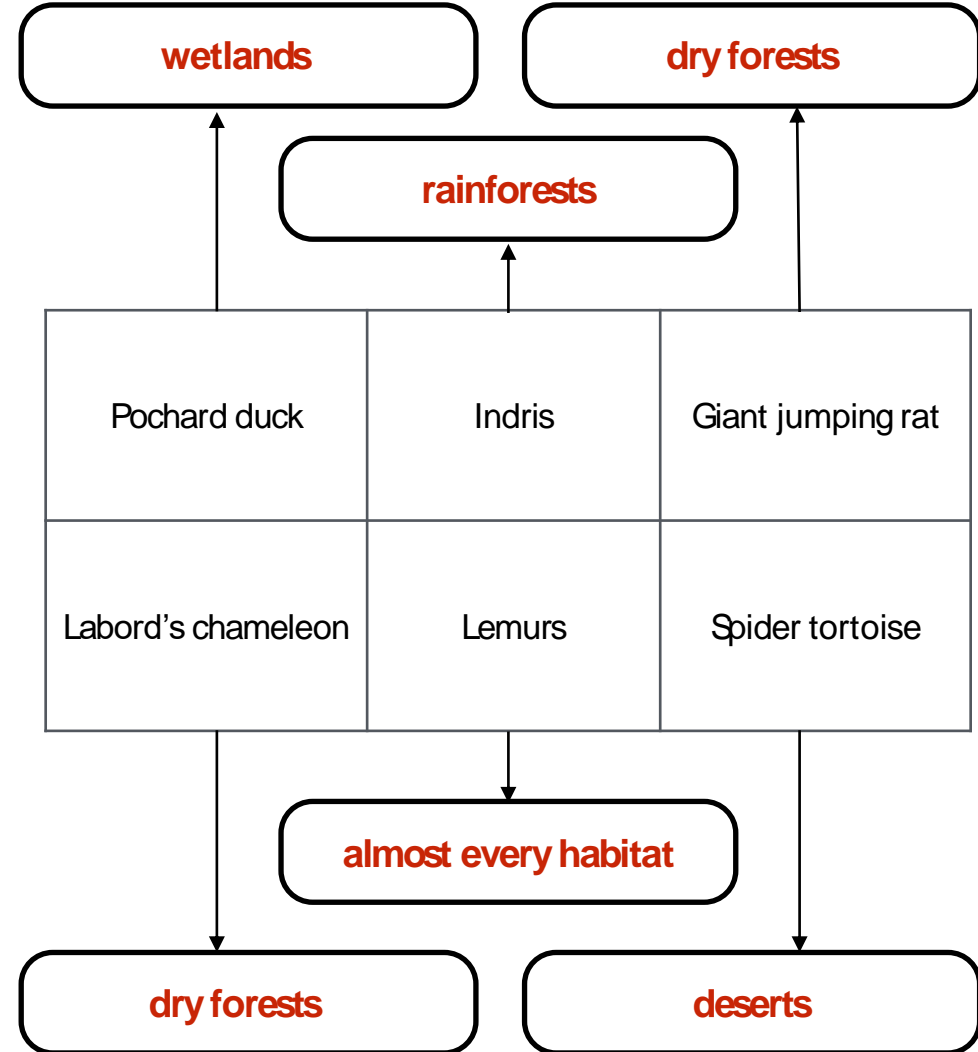 wetlands
dry forests
rainforests
Pochard duck
Indris
Giant jumping rat
Labord’s chameleon
Lemurs
Spider tortoise
almost every habitat
dry forests
deserts